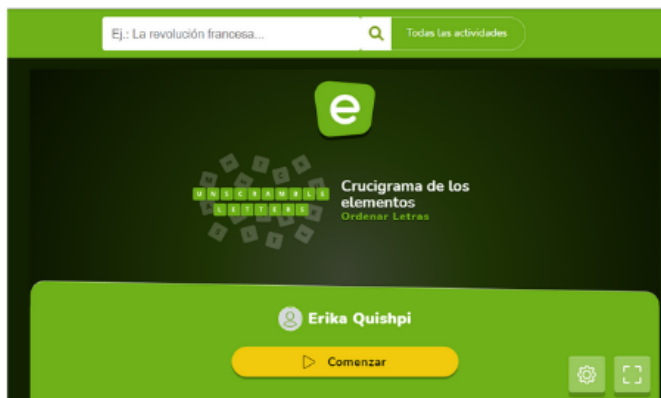 Ej.: La revolución francesa...
Todas las actividades
e
UNSCRAMBLE
LETTERS
Crucigrama de los
elementos
Ordenar Letras
Erika Quishpi
Comenzar